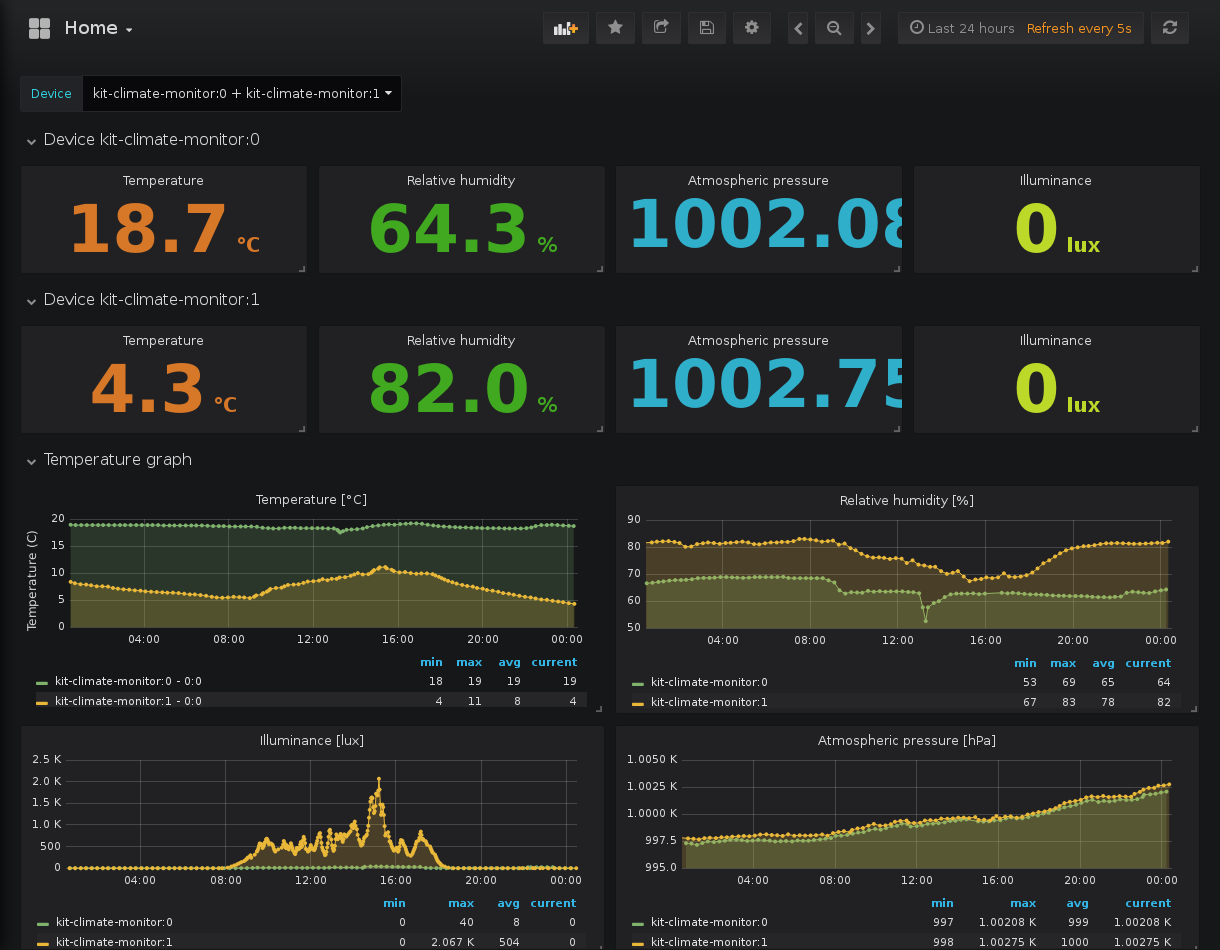 Home
Last 24 hours Refresh every 5s
Device kit-climate-monitor:0 + kit-climate-monitor:1
Device kit-climate-monitor:0
Temperature Relative humidity Atmospheric pressure Illuminance
18.7 °C 64.3 % 1002.08 0 lux
Device kit-climate-monitor:1
Temperature Relative humidity Atmospheric pressure Illuminance
4.3 °C 82.0 % 1002.75 0 lux
Temperature graph
Temperature [°C]
Temperature (C)
20
15
10
5
0
04:00 08:00 12:00 16:00 20:00 00:00
min max avg current
kit-climate-monitor:0 - 0:0 18 19 19 19
kit-climate-monitor:1 - 0:0 4 11 8 4
Relative humidity [%]
90
80
70
60
50
04:00 08:00 12:00 16:00 20:00 00:00
min max avg current
kit-climate-monitor:0 53 69 65 64
kit-climate-monitor:1 67 83 78 82
Illuminance [lux]
2.5 K
2.0 K
1.5 K
1.0 K
500
0
04:00 08:00 12:00 16:00 20:00 00:00
min max avg current
kit-climate-monitor:0 0 40 8 0
kit-climate-monitor:1 0 2.067 K 504 0
Atmospheric pressure [hPa]
1.0050 K
1.0025 K
1.0000 K
997.5
995.0
04:00 08:00 12:00 16:00 20:00 00:00
min max avg current
kit-climate-monitor:0 997 1.00208 K 999 1.00208 K
kit-climate-monitor:1 998 1.00275 K 1000 1.00275 K